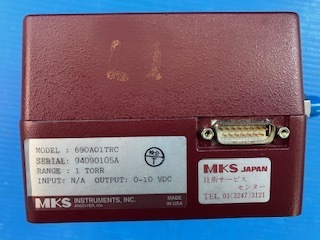 MODEL : 690A01TRC
SERIAL: 94090105A
RANGE : 1 TORR
INPUT: N/A OUTPUT: 0-10 VDC
MKS INSTRUMENTS, INC.
ANDOVER, MA
MADE
IN USA
MKS JAPAN
技術サービス
センター
TEL 03(3247)3121